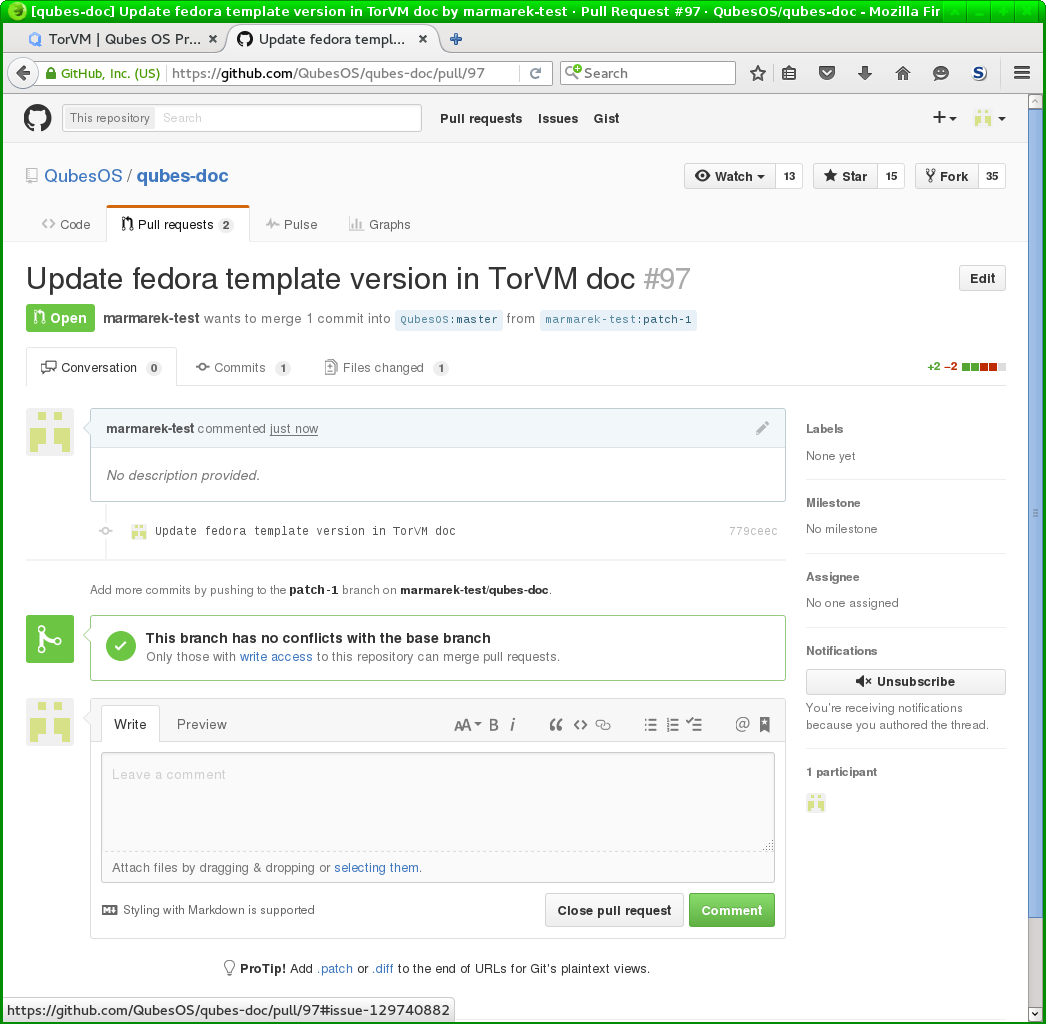 [qubes-doc] Update fedora template version in TorVM doc by marmarek-test · Pull Request #97 · QubesOS/qubes-doc - Mozilla Fir
TorVM | Qubes OS Pr... Update fedora templ...
GitHub, Inc. (US) https://github.com/QubesOS/qubes-doc/pull/97 Search
This repository Search Pull requests Issues Gist
QubesOS / qubes-doc Watch 13 Star 15 Fork 35
Code Pull requests 2 Pulse Graphs
Update fedora template version in TorVM doc #97 Edit
Open marmarek-test wants to merge 1 commit into QubesOS:master from marmarek-test:patch-1
Conversation 0 Commits 1 Files changed 1 +2 −2
marmarek-test commented just now
No description provided.
Update fedora template version in TorVM doc 779ceec
Add more commits by pushing to the patch-1 branch on marmarek-test/qubes-doc.
This branch has no conflicts with the base branch
Only those with write access to this repository can merge pull requests.
Write Preview AA B i
Leave a comment
Attach files by dragging & dropping or selecting them.
Styling with Markdown is supported Close pull request Comment
Labels
None yet
Milestone
No milestone
Assignee
No one assigned
Notifications
Unsubscribe
You're receiving notifications
because you authored the thread.
1 participant
ProTip! Add .patch or .diff to the end of URLs for Git's plaintext views.
https://github.com/QubesOS/qubes-doc/pull/97#issue-129740882